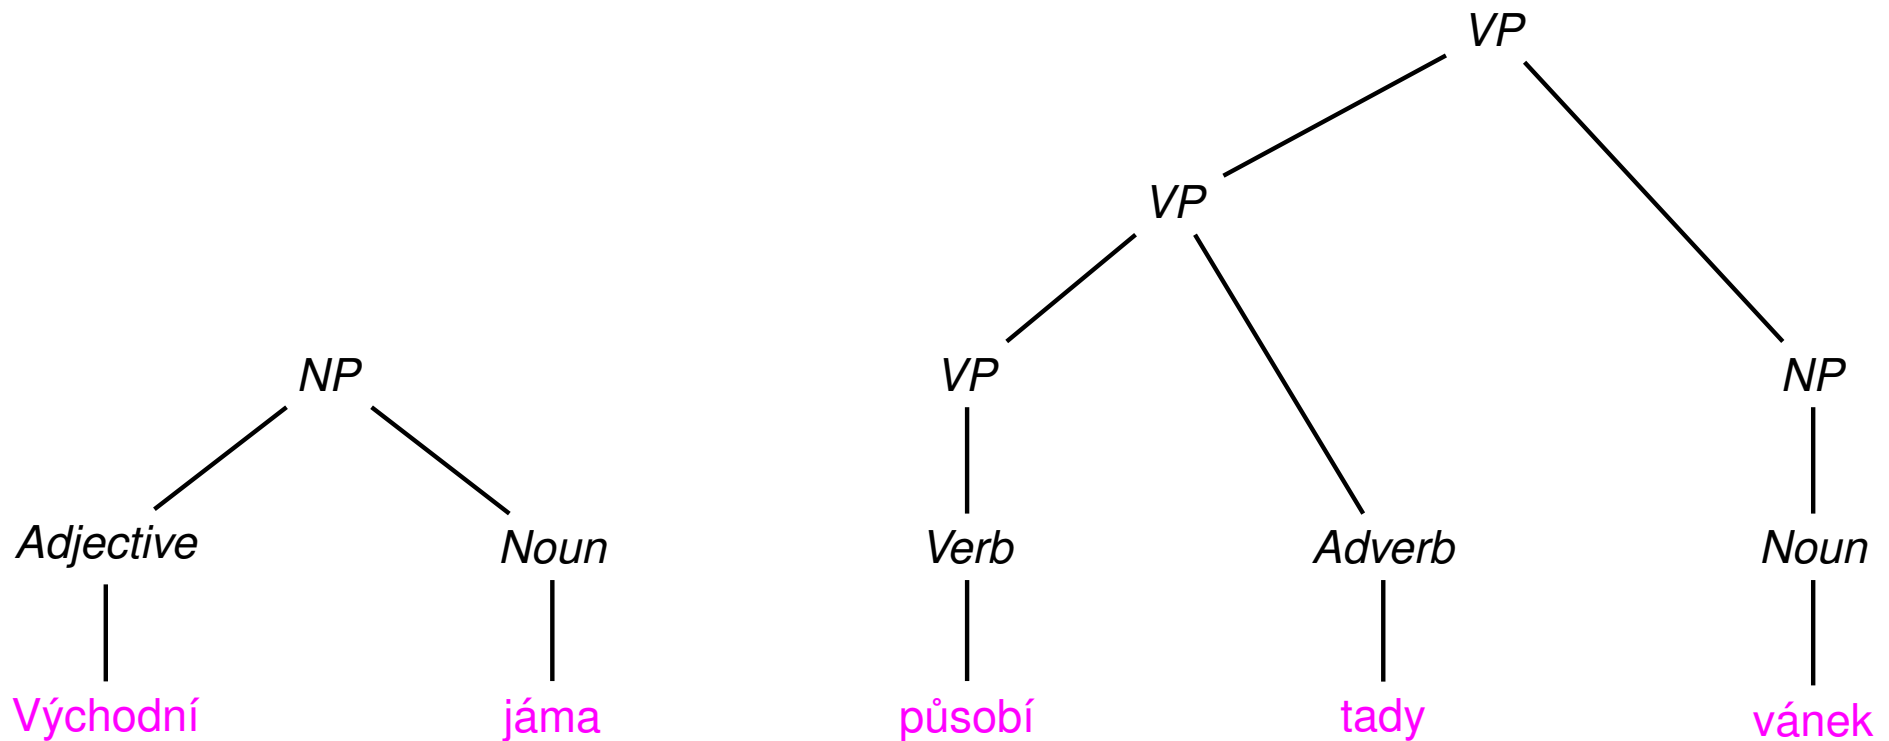 VP
VP
NP VP NP
Adjective Noun Verb Adverb Noun
Východní jáma působí tady vánek